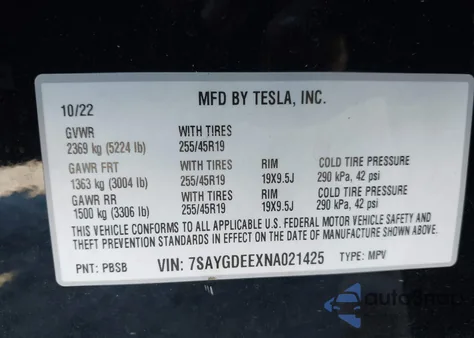 MFD BY TESLA, INC.
10/22
GVWR WITH TIRES
2369 kg (5224 lb) 255/45R19
GAWR FRT WITH TIRES RIM COLD TIRE PRESSURE
1363 kg (3004 lb) 255/45R19 19X9.5J 290 kPa, 42 psi
GAWR RR WITH TIRES RIM COLD TIRE PRESSURE
1500 kg (3306 lb) 255/45R19 19X9.5J 290 kPa, 42 psi
THIS VEHICLE CONFORMS TO ALL APPLICABLE U.S. FEDERAL MOTOR VEHICLE SAFETY AND
THEFT PREVENTION STANDARDS IN EFFECT ON THE DATE OF MANUFACTURE SHOWN ABOVE.
PNT: PBSB VIN: 7SAYGDEEXNA021425 TYPE: MPV
autoSnap